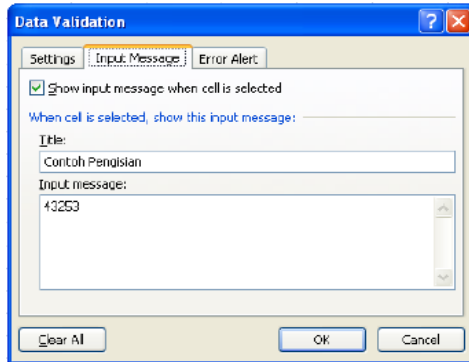 Data Validation
Settings Input Message Error Alert
Show input message when cell is selected
When cell is selected, show this input message:
Title:
Contoh Pengisian
Input message:
43253
Clear All OK Cancel